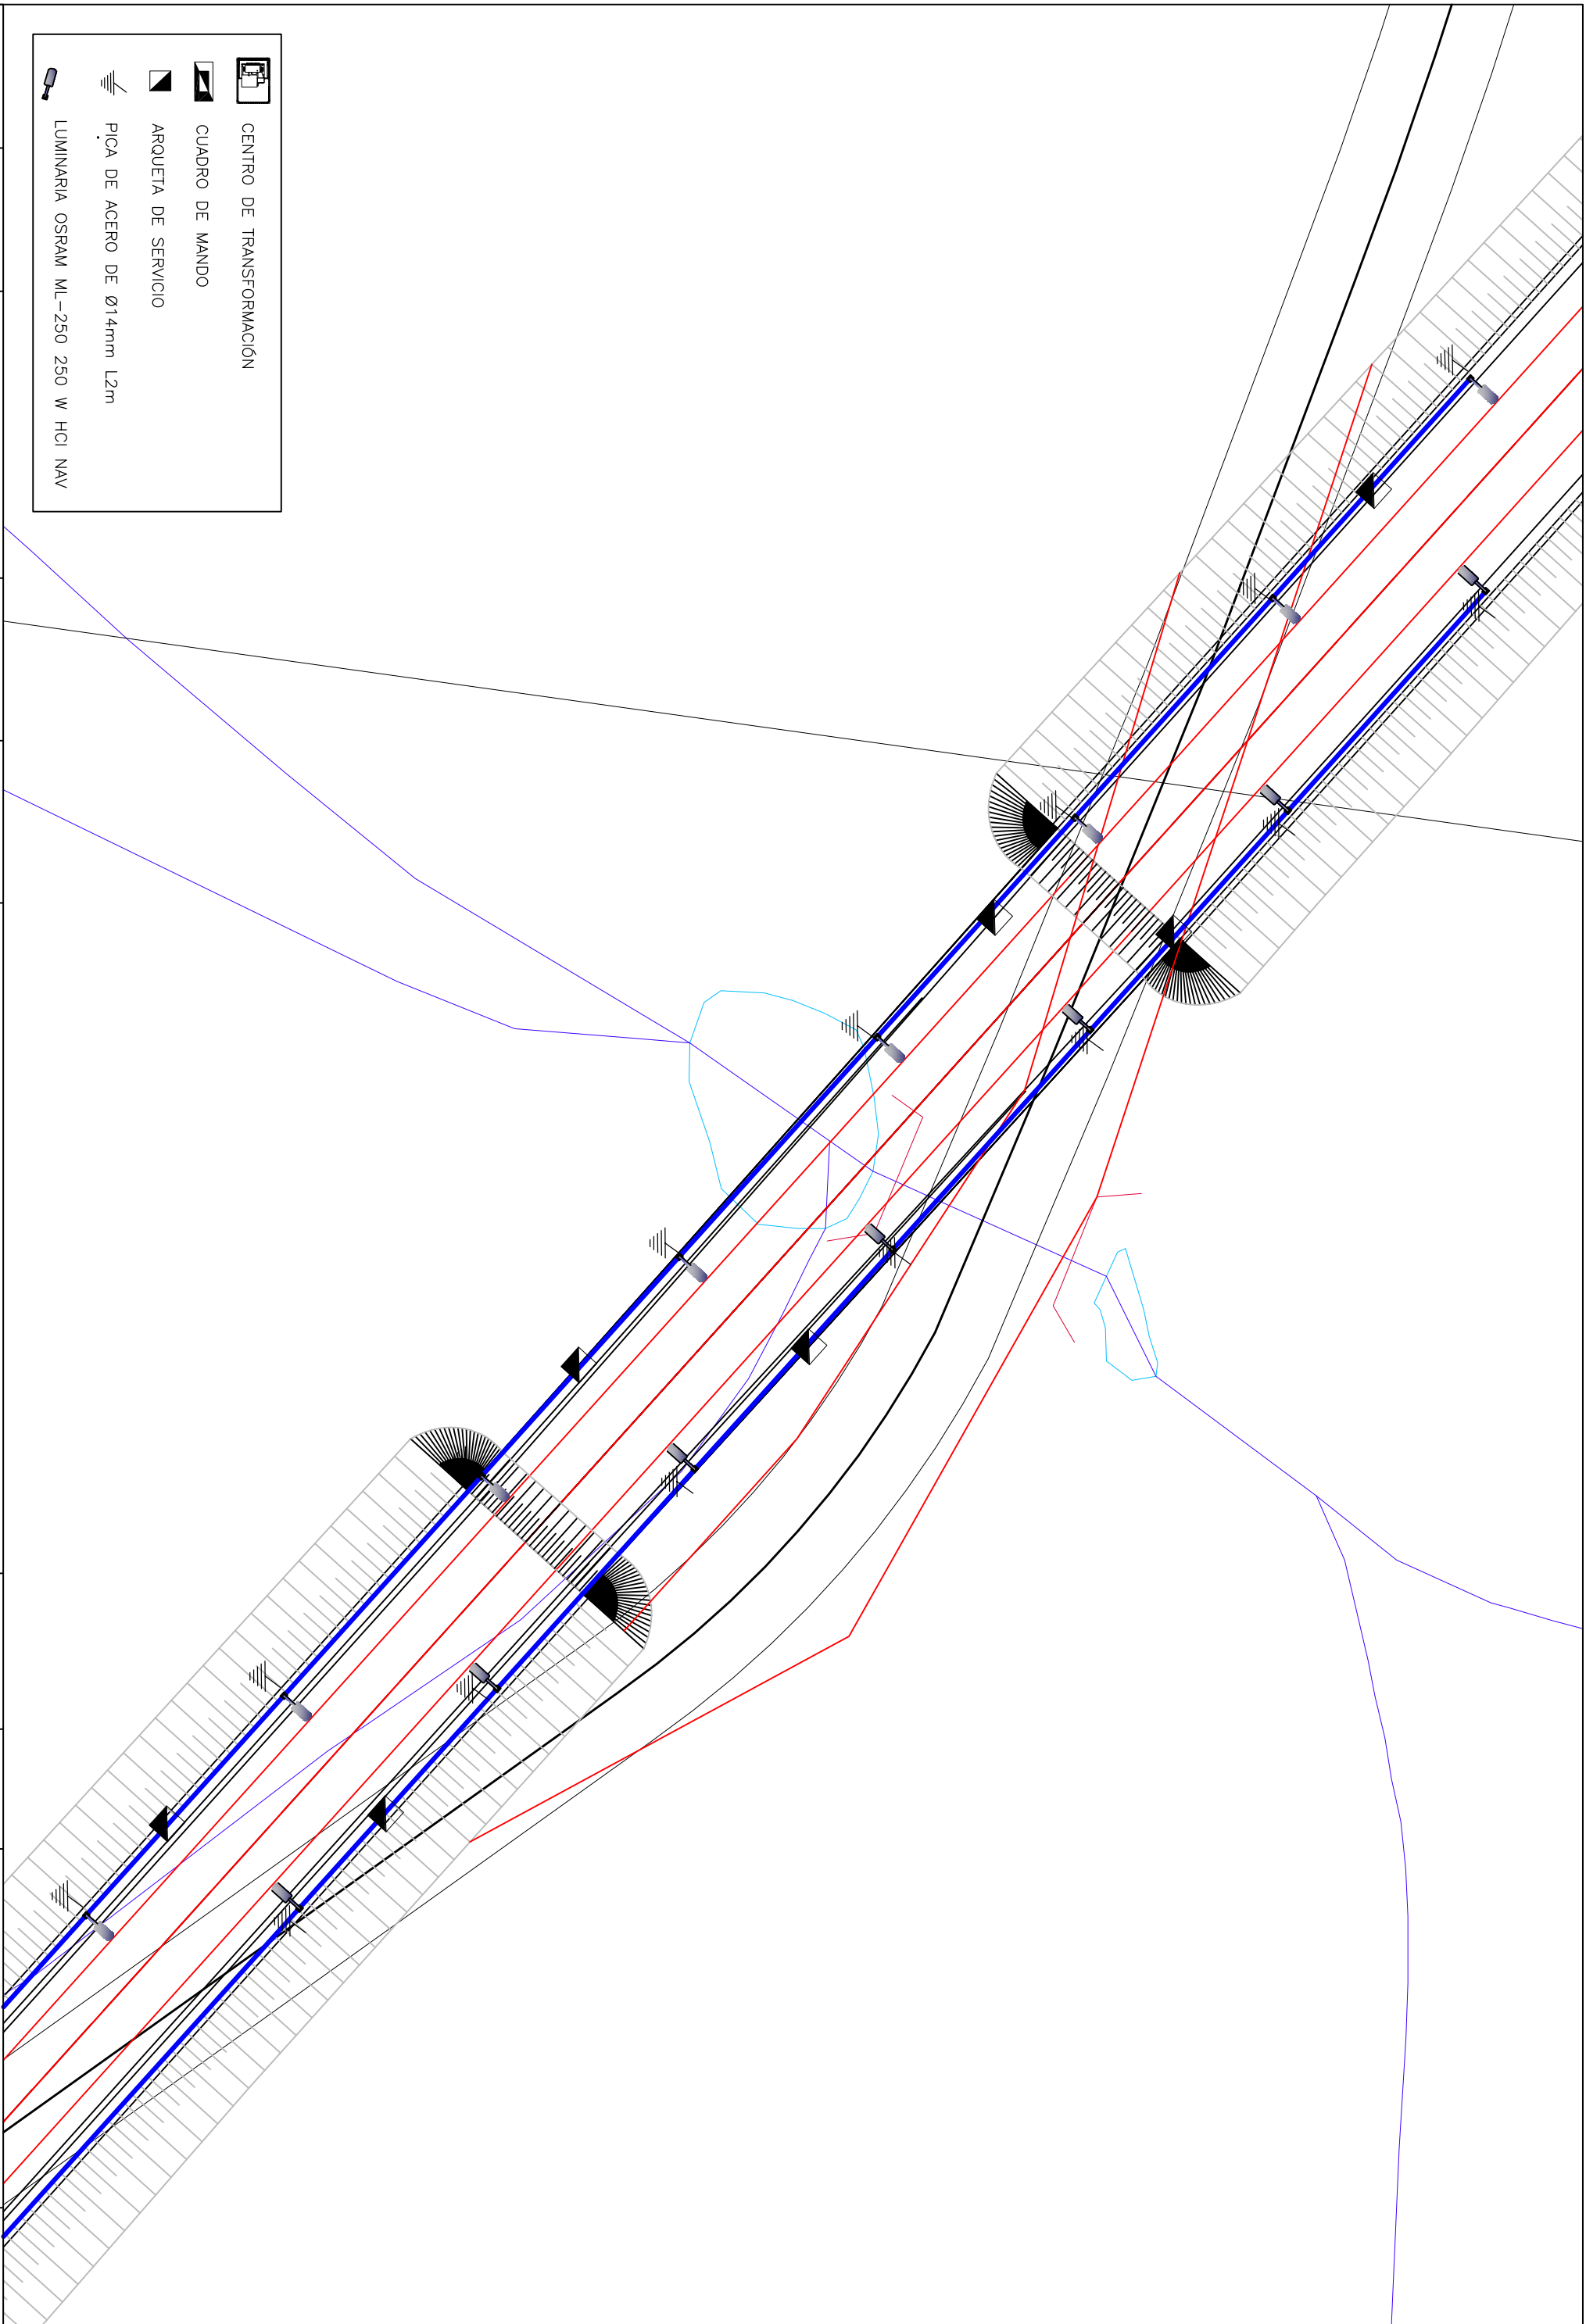 CENTRO DE TRANSFORMACIÓN
CUADRO DE MANDO
ARQUETA DE SERVICIO
PICA DE ACERO DE Ø14mm L2m
LUMINARIA OSRAM ML-250 250 W HCI NAV